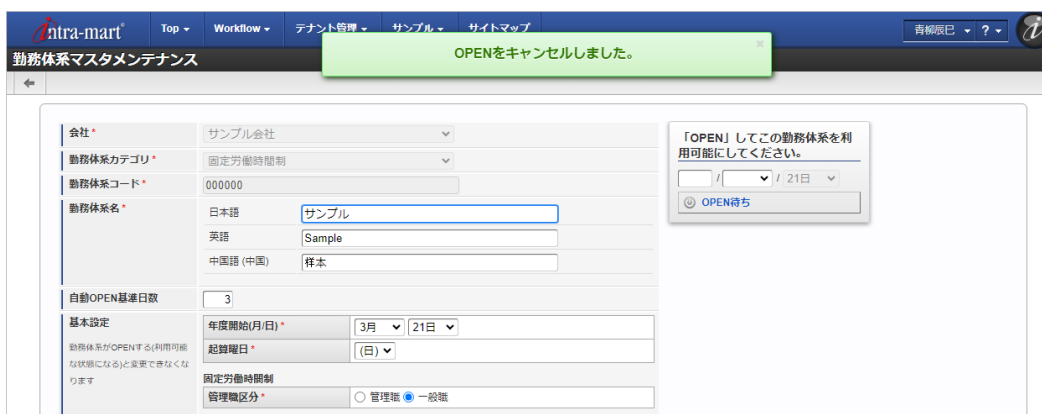 intra-mart
Top Workflow テナント管理 サンプル サイトマップ
青柳辰巳 ?
OPENをキャンセルしました。 ×
勤務体系マスタメンテナンス
会社* サンプル会社
勤務体系カテゴリ* 固定労働時間制
勤務体系コード* 000000
勤務体系名*
日本語 サンプル
英語 Sample
中国語 (中国) 样本
自動OPEN基準日数 3
基本設定
勤務体系がOPENする(利用可能
な状態になる)と変更できなくな
ります
年度開始(月/日)* 3月 21日
起算曜日* (日)
固定労働時間制
管理職区分* 管理職 一般職
「OPEN」してこの勤務体系を利
用可能にしてください。
/ / 21日
OPEN待ち